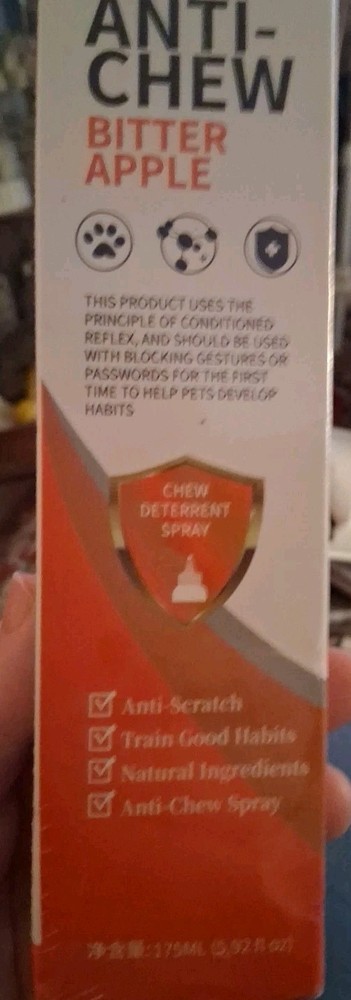 ANTI-
CHEW
BITTER
APPLE
THIS PRODUCT USES THE
PRINCIPLE OF CONDITIONED
REFLEX, AND SHOULD BE USED
WITH BLOCKING GESTURES OR
PASSWORDS FOR THE FIRST
TIME TO HELP PETS DEVELOP
HABITS
CHEW
DETERRENT
SPRAY
Anti-Scratch
Train Good Habits
Natural Ingredients
Anti-Chew Spray
净含量:175ML (5.92fl oz)